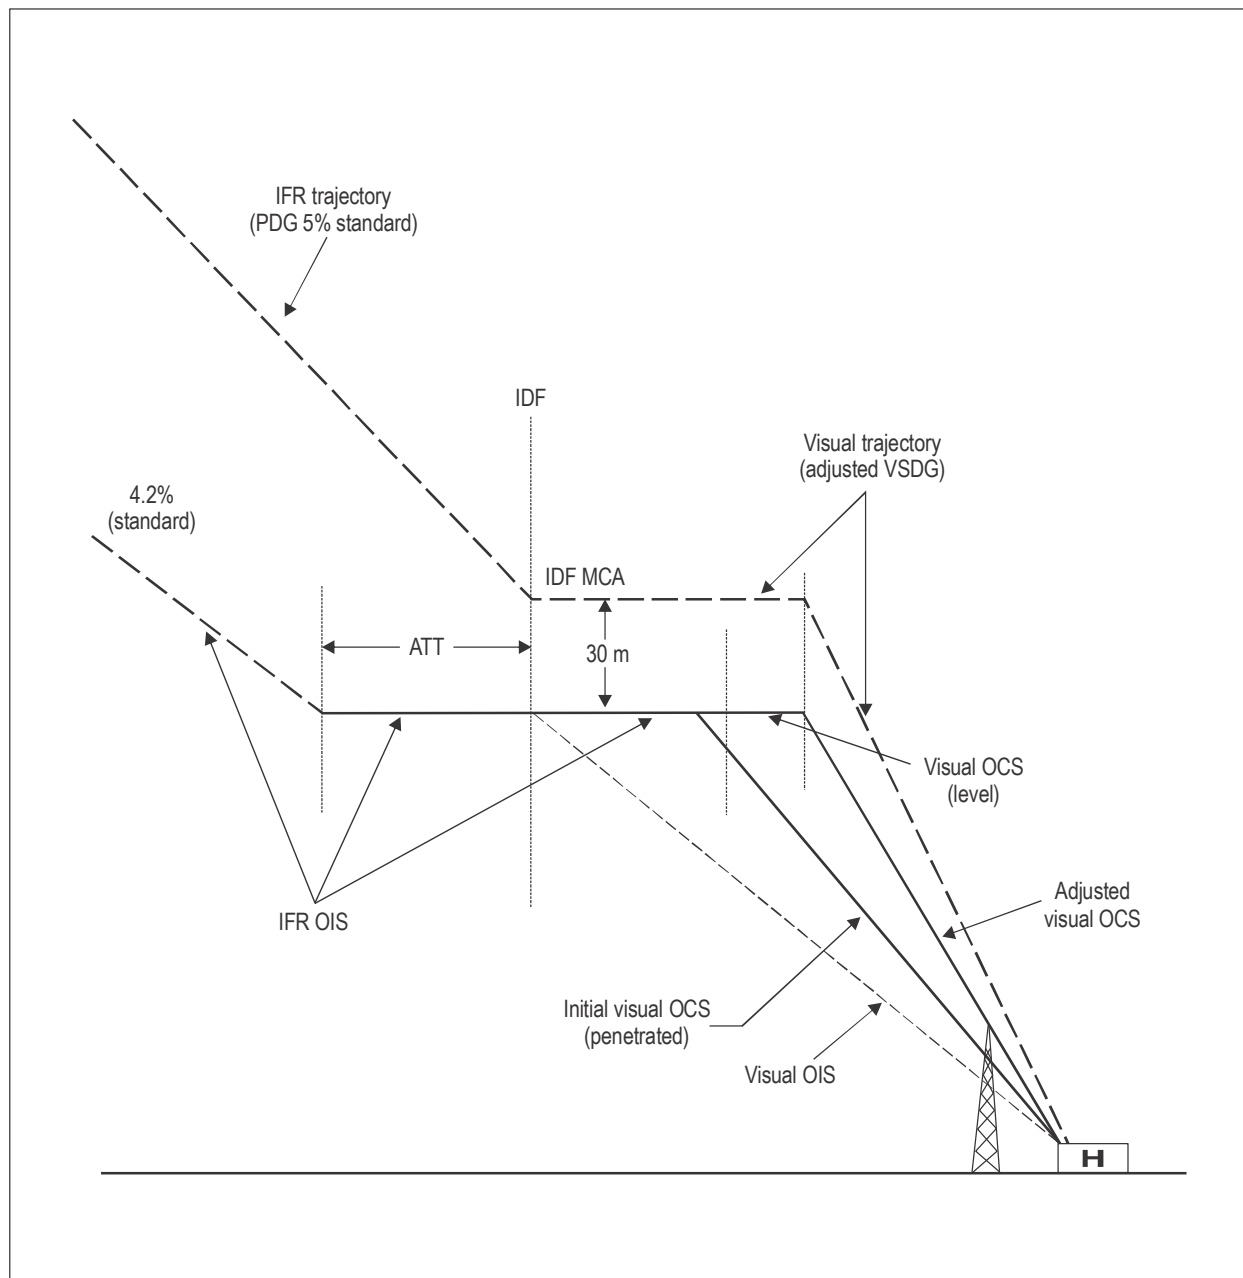 IFR trajectory
(PDG 5% standard)
IDF
Visual trajectory
(adjusted VSDG)
4.2%
(standard)
IDF MCA
ATT
30 m
Visual OCS
(level)
IFR OIS
Adjusted
visual OCS
Initial visual OCS
(penetrated)
Visual OIS
H